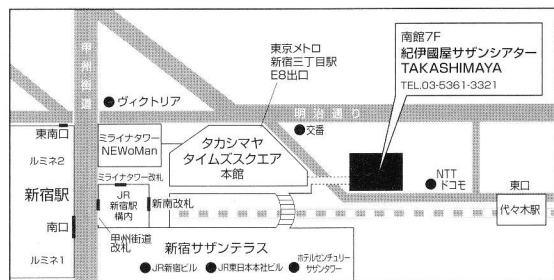 南館7F
紀伊國屋サザンシアター
TAKASHIMAYA
TEL.03-5361-3321
東京メトロ
新宿三丁目駅
E8出口
甲州街道
ヴィクトリア
明治通り
交番
東南口
ミライナタワー
NEWoMan
タカシマヤ
タイムズスクエア
本館
ルミネ2
ミライナタワー改札
NTT
ドコモ
東口
新宿駅
JR
新宿駅
構内
新南改札
代々木駅
南口
甲州街道
改札
新宿サザンテラス
ルミネ1
JR新宿ビル
JR東日本本社ビル
ホテルセンチュリー
サザンタワー